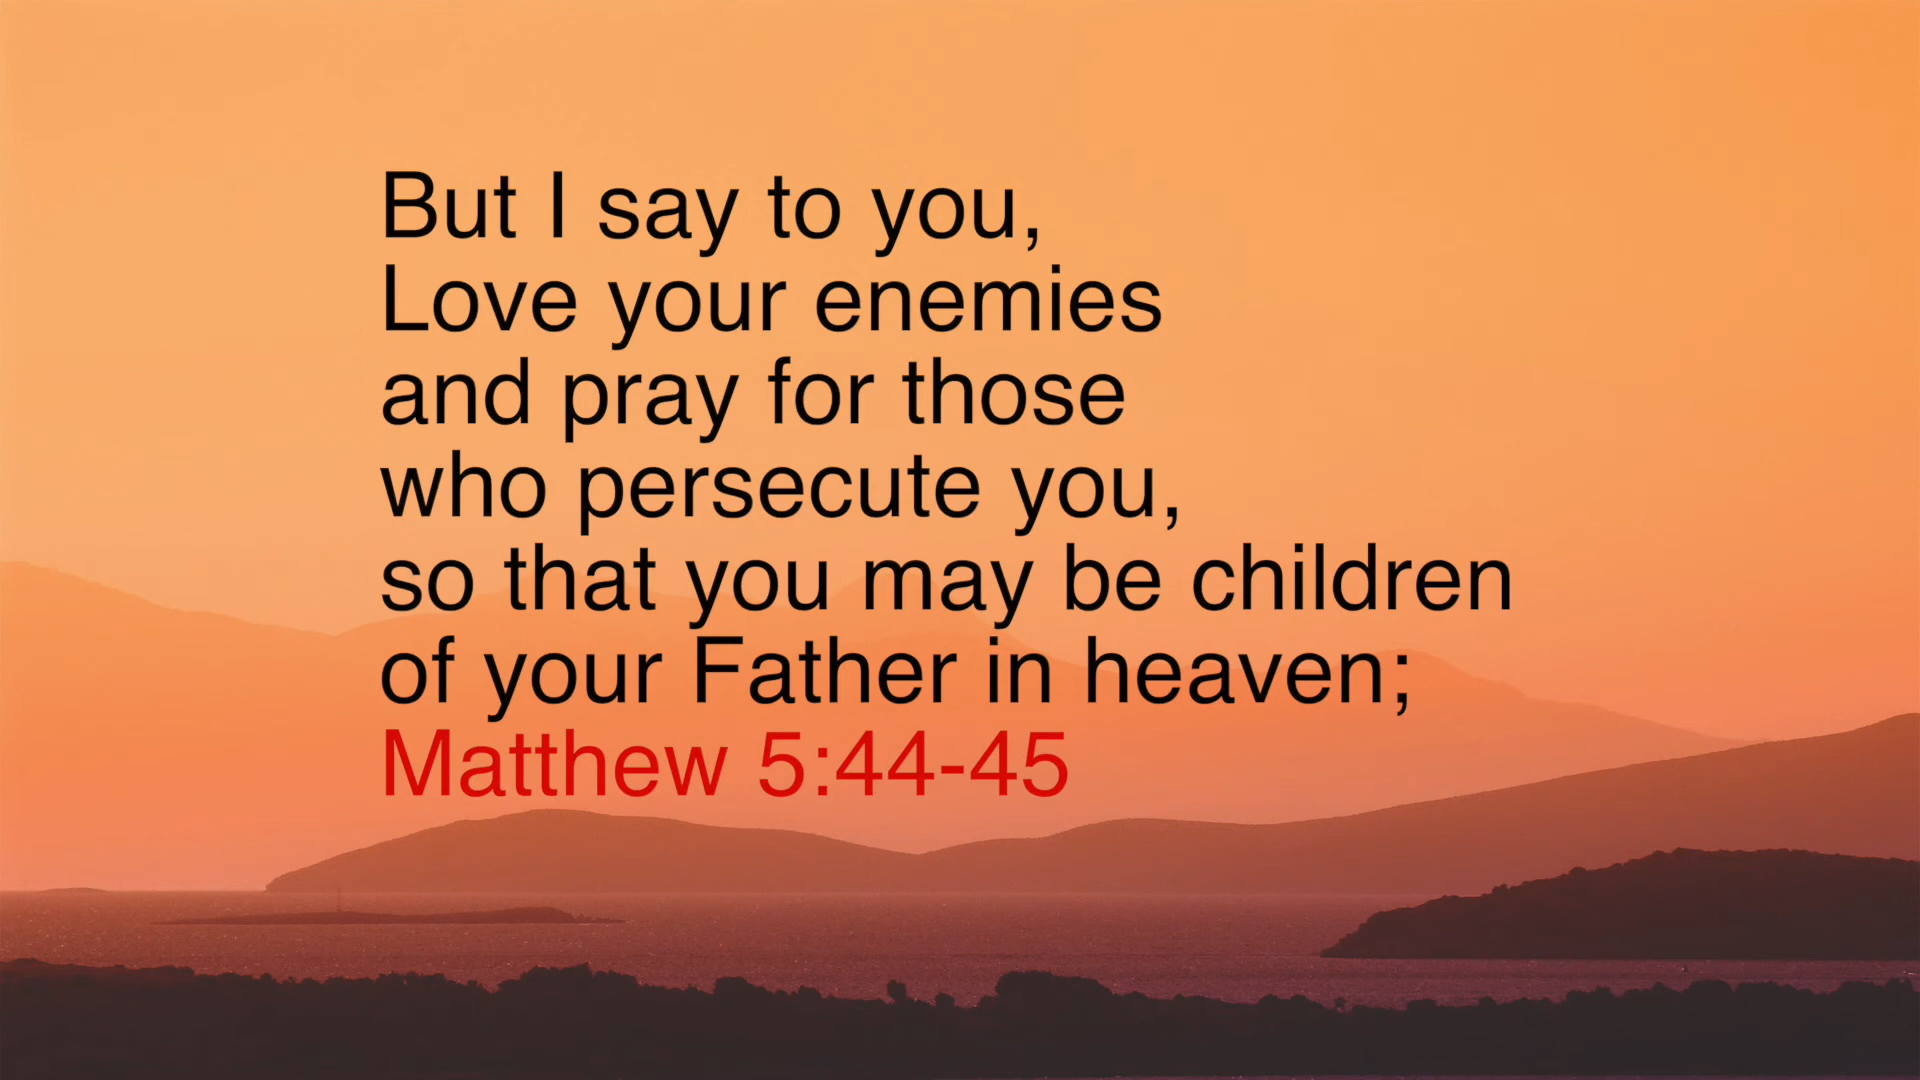 But I say to you,
Love your enemies
and pray for those
who persecute you,
so that you may be children
of your Father in heaven;
Matthew 5:44-45